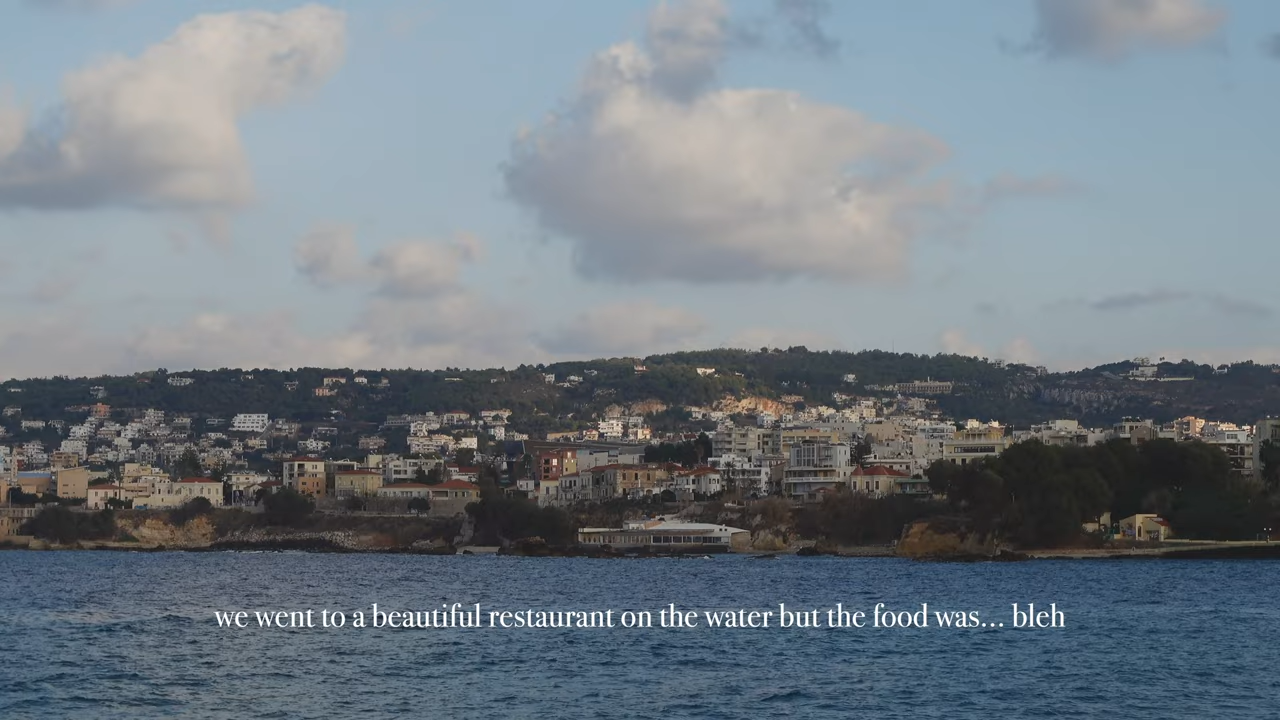 we went to a beautiful restaurant on the water but the food was... bleh